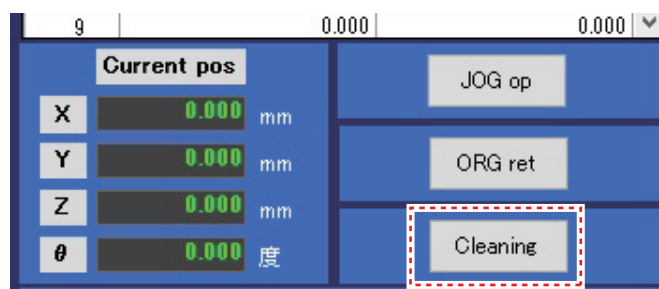 9 0.000 0.000
Current pos
X 0.000 mm
Y 0.000 mm
Z 0.000 mm
θ 0.000 度
JOG op
ORG ret
Cleaning